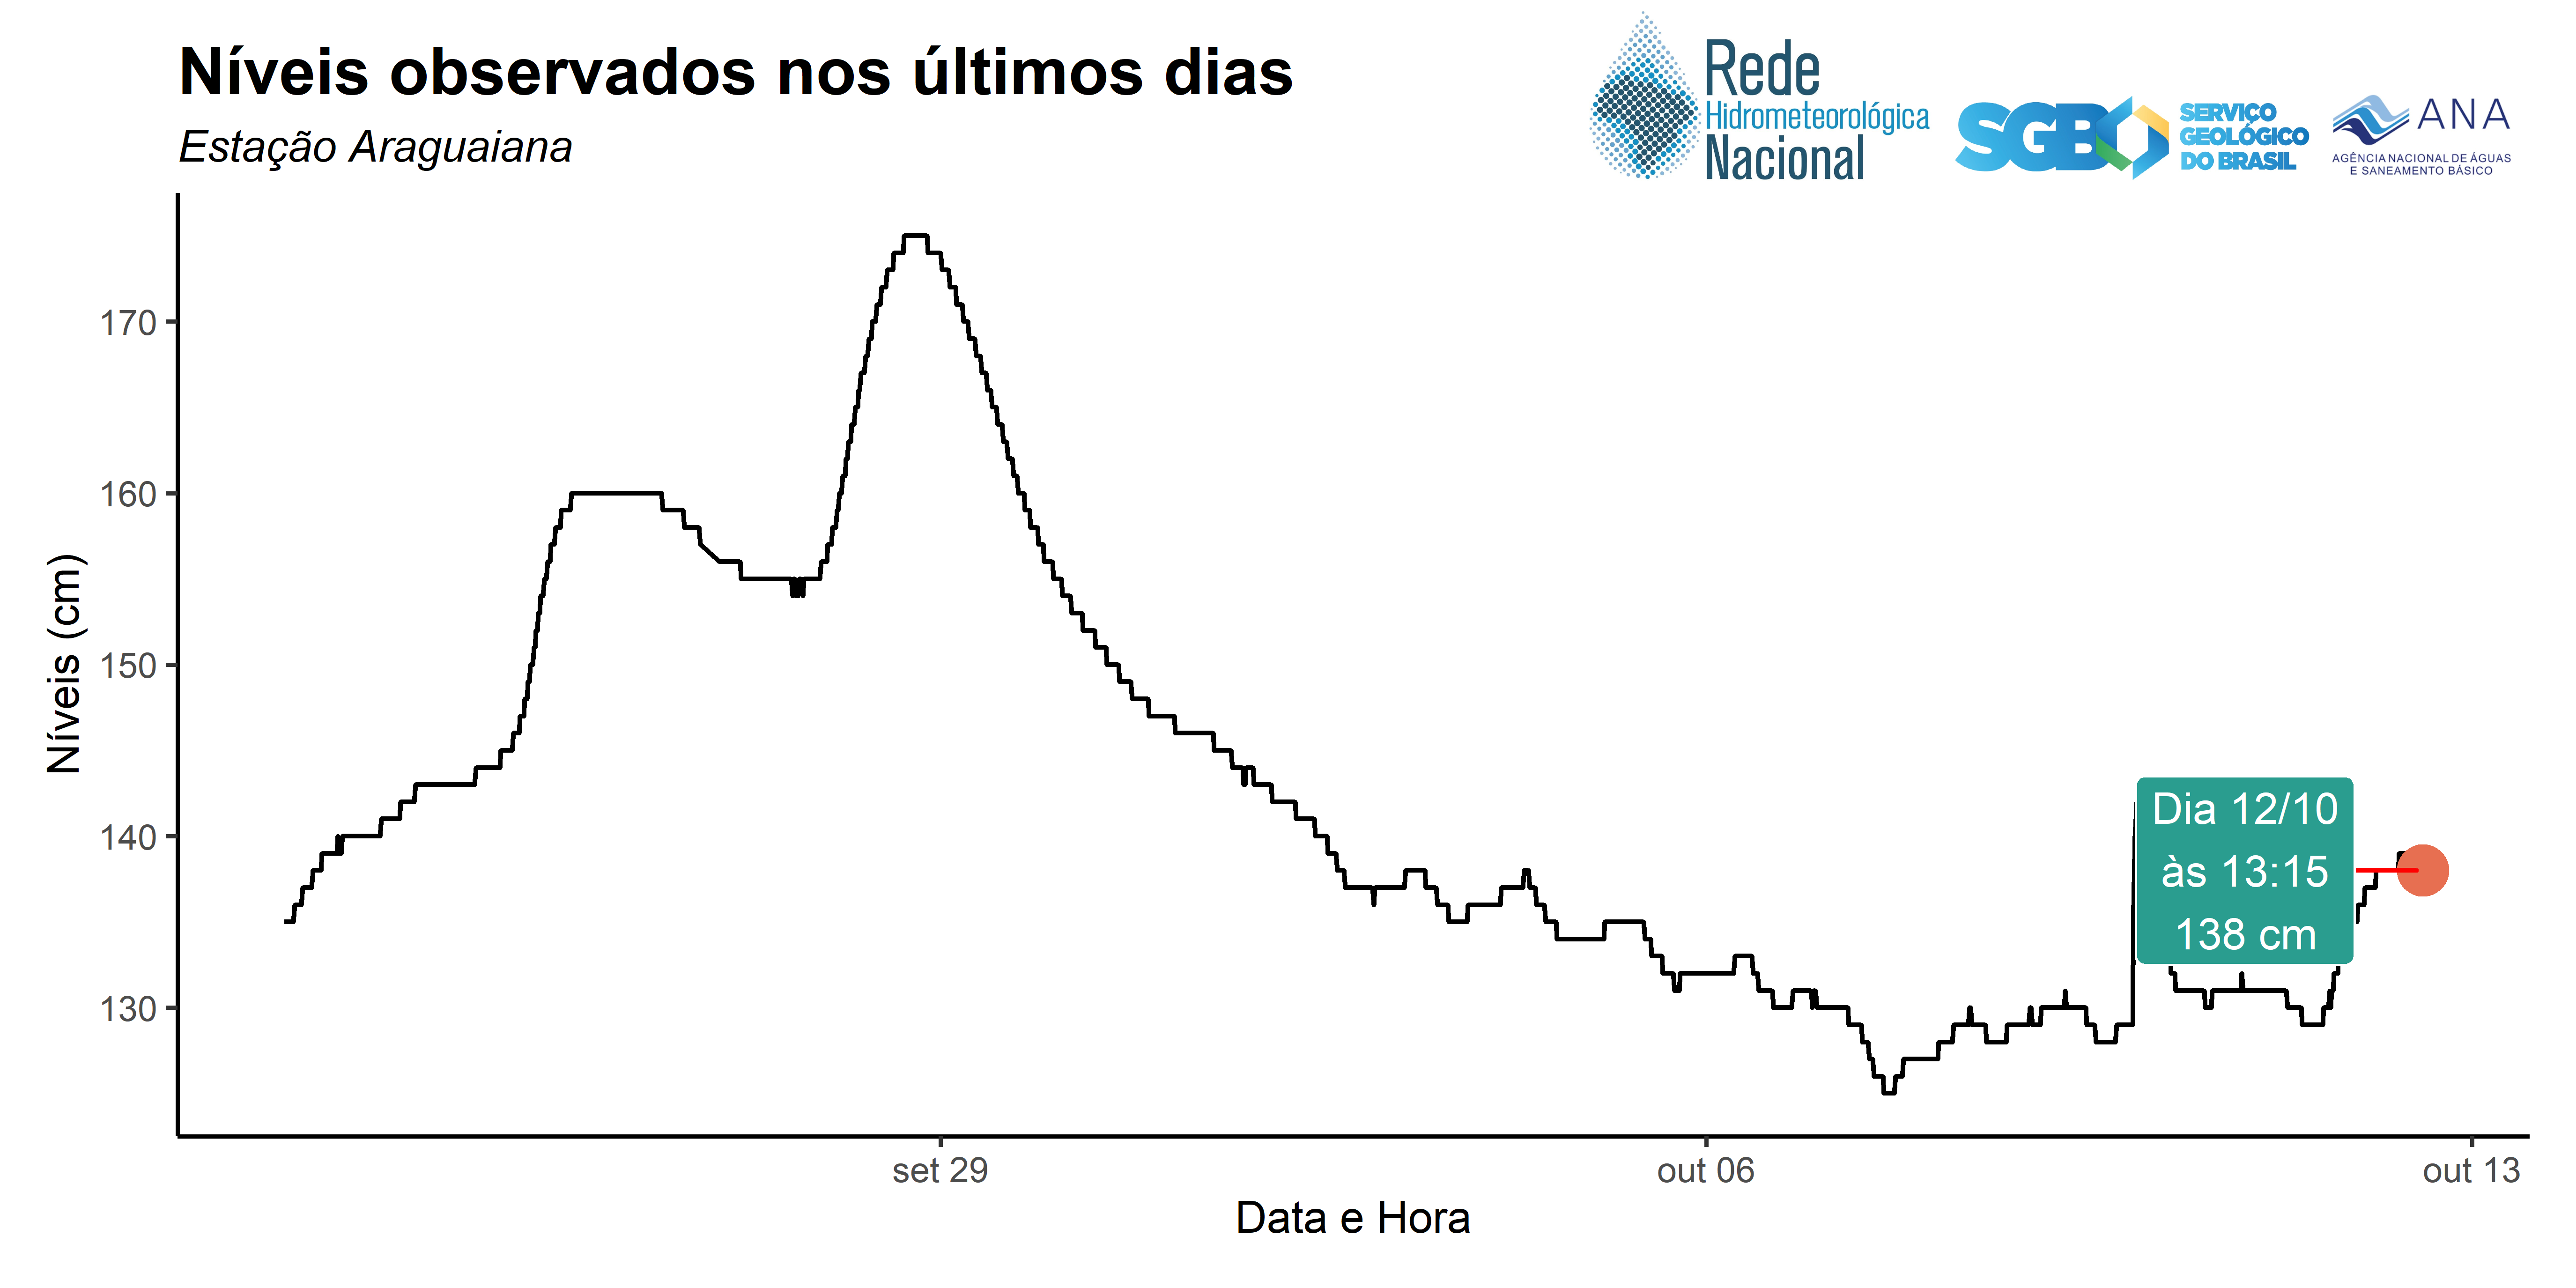 Níveis observados nos últimos dias
Estação Araguaiana
Rede
Hidrometeorológica
Nacional
SGB
SERVIÇO
GEOLÓGICO
DO BRASIL
ANA
AGÊNCIA NACIONAL DE ÁGUAS
E SANEAMENTO BÁSICO
Níveis (cm)
170
160
150
140
130
Dia 12/10
às 13:15
138 cm
set 29
out 06
out 13
Data e Hora